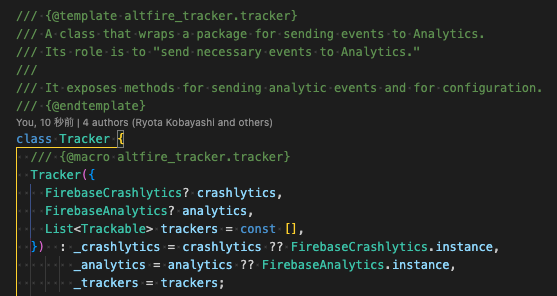 /// {@template altfire_tracker.tracker}
/// A class that wraps a package for sending events to Analytics.
/// Its role is to "send necessary events to Analytics."
///
/// It exposes methods for sending analytic events and for configuration.
/// {@endtemplate}
You, 10 秒前 | 4 authors (Ryota Kobayashi and others)
class Tracker {
  /// {@macro altfire_tracker.tracker}
  Tracker({
    FirebaseCrashlytics? crashlytics,
    FirebaseAnalytics? analytics,
    List<Trackable> trackers = const [],
  })  : _crashlytics = crashlytics ?? FirebaseCrashlytics.instance,
        _analytics = analytics ?? FirebaseAnalytics.instance,
        _trackers = trackers;